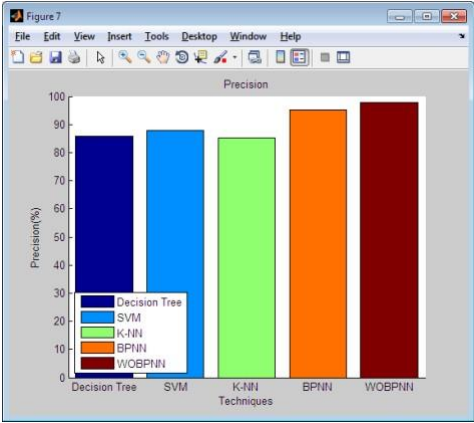 Figure 7
File Edit View Insert Tools Desktop Window Help
Precision
100
90
80
70
60
50
40
30
20
10
0
Precision(%)
Decision Tree
SVM
K-NN
BPNN
WOBPNN
Decision Tree SVM K-NN BPNN WOBPNN
Techniques